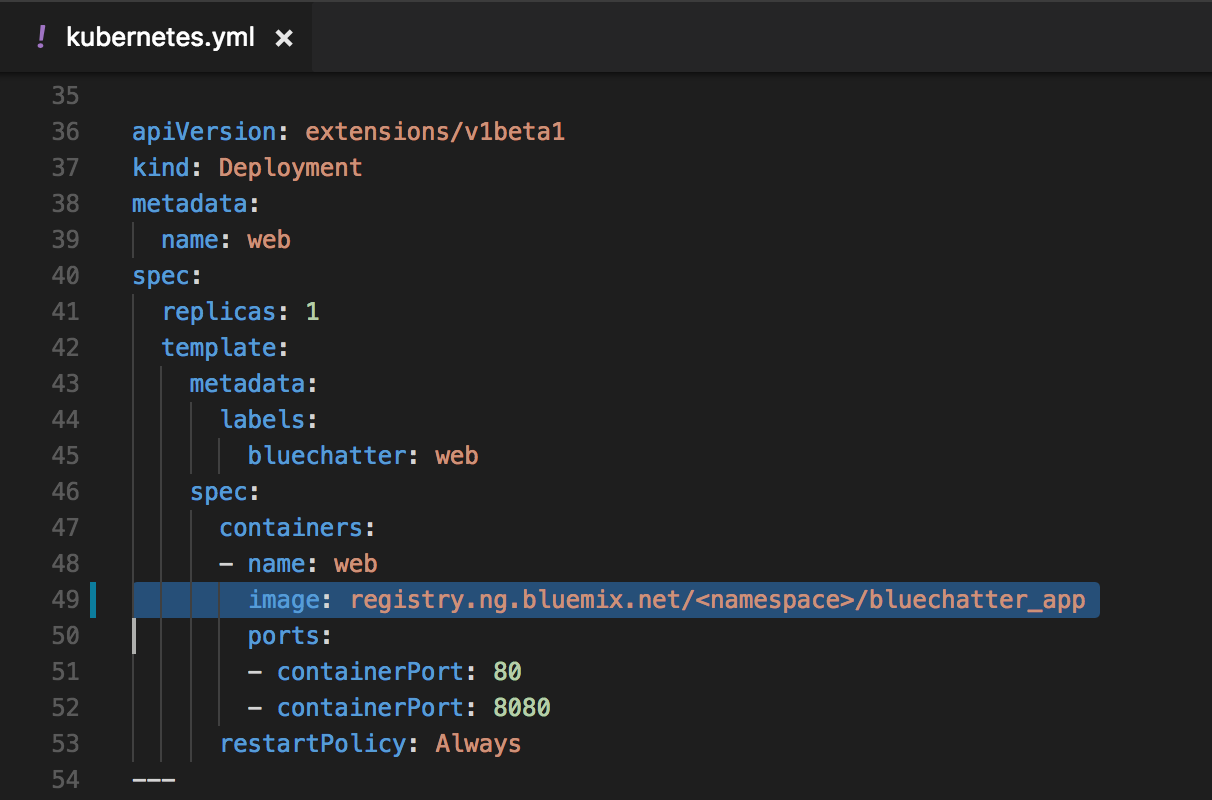 ! kubernetes.yml ×
35
36 apiVersion: extensions/v1beta1
37 kind: Deployment
38 metadata:
39   name: web
40 spec:
41   replicas: 1
42   template:
43     metadata:
44       labels:
45         bluechatter: web
46     spec:
47       containers:
48       - name: web
49         image: registry.ng.bluemix.net/<namespace>/bluechatter_app
50         ports:
51         - containerPort: 80
52         - containerPort: 8080
53       restartPolicy: Always
54 ---